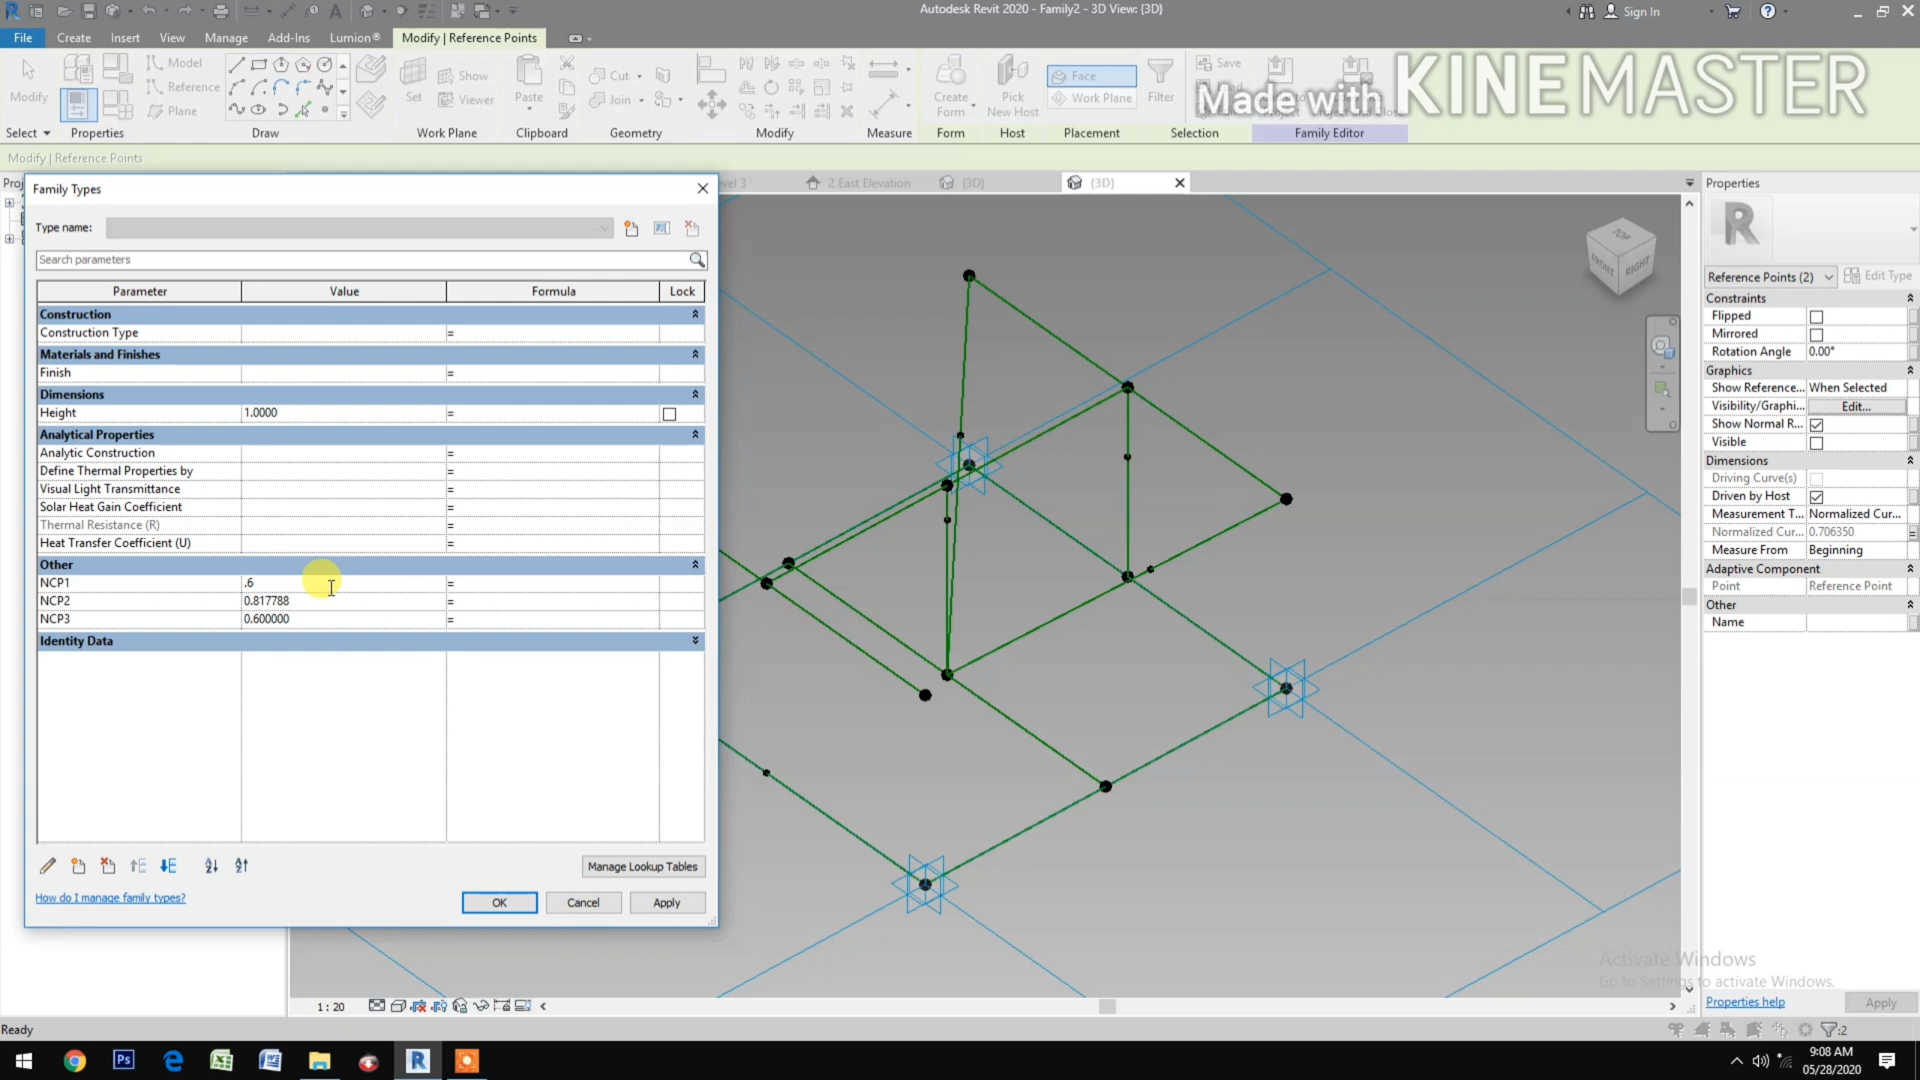 Autodesk Revit 2020 - Family2 - 3D View: {3D}
Sign In
File Create Insert View Manage Add-Ins Lumion® Modify | Reference Points
Modify
Model
Reference
Plane
Set
Show
Viewer
Paste
Cut
Join
Create Form
Pick New Host
Face
Work Plane
Filter
Save
Made with KINEMASTER
Select Properties Draw Work Plane Clipboard Geometry Modify Measure Form Host Placement Selection Family Editor
Modify | Reference Points
Family Types
2 East Elevation
{3D}
{3D}
Properties
Type name:
Search parameters
Parameter Value Formula Lock
Construction
Construction Type =
Materials and Finishes
Finish =
Dimensions
Height 1.0000 =
Analytical Properties
Analytic Construction =
Define Thermal Properties by =
Visual Light Transmittance =
Solar Heat Gain Coefficient =
Thermal Resistance (R) =
Heat Transfer Coefficient (U) =
Other
NCP1 .6 =
NCP2 0.817788 =
NCP3 0.600000 =
Identity Data
Manage Lookup Tables
How do I manage family types?
OK Cancel Apply
TOP
FRONT
RIGHT
Reference Points (2) Edit Type
Constraints
Flipped
Mirrored
Rotation Angle 0.00°
Graphics
Show Reference... When Selected
Visibility/Graphi... Edit...
Show Normal R...
Visible
Dimensions
Driving Curve(s)
Driven by Host
Measurement T... Normalized Cur...
Normalized Cur... 0.706350
Measure From Beginning
Adaptive Component
Point Reference Point
Other
Name
Activate Windows
Go to Settings to activate Windows.
Properties help Apply
1 : 20
Ready
:2
9:08 AM
05/28/2020